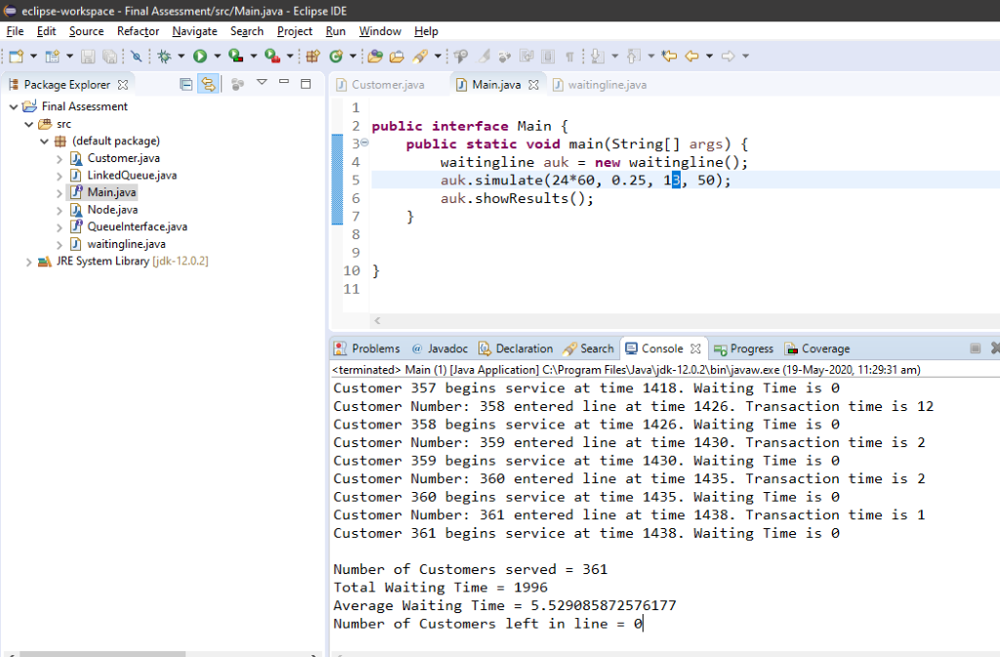 eclipse-workspace - Final Assessment/src/Main.java - Eclipse IDE
File Edit Source Refactor Navigate Search Project Run Window Help
Package Explorer
Final Assessment
src
(default package)
Customer.java
LinkedQueue.java
Main.java
Node.java
QueueInterface.java
waitingline.java
JRE System Library [jdk-12.0.2]
Customer.java Main.java waitingline.java
1
2 public interface Main {
3 public static void main(String[] args) {
4 waitingline auk = new waitingline();
5 auk.simulate(24*60, 0.25, 13, 50);
6 auk.showResults();
7 }
8
9
10 }
11
Problems Javadoc Declaration Search Console Progress Coverage
<terminated> Main (1) [Java Application] C:\Program Files\Java\jdk-12.0.2\bin\javaw.exe (19-May-2020, 11:29:31 am)
Customer 357 begins service at time 1418. Waiting Time is 0
Customer Number: 358 entered line at time 1426. Transaction time is 12
Customer 358 begins service at time 1426. Waiting Time is 0
Customer Number: 359 entered line at time 1430. Transaction time is 2
Customer 359 begins service at time 1430. Waiting Time is 0
Customer Number: 360 entered line at time 1435. Transaction time is 2
Customer 360 begins service at time 1435. Waiting Time is 0
Customer Number: 361 entered line at time 1438. Transaction time is 1
Customer 361 begins service at time 1438. Waiting Time is 0
Number of Customers served = 361
Total Waiting Time = 1996
Average Waiting Time = 5.529085872576177
Number of Customers left in line = 0